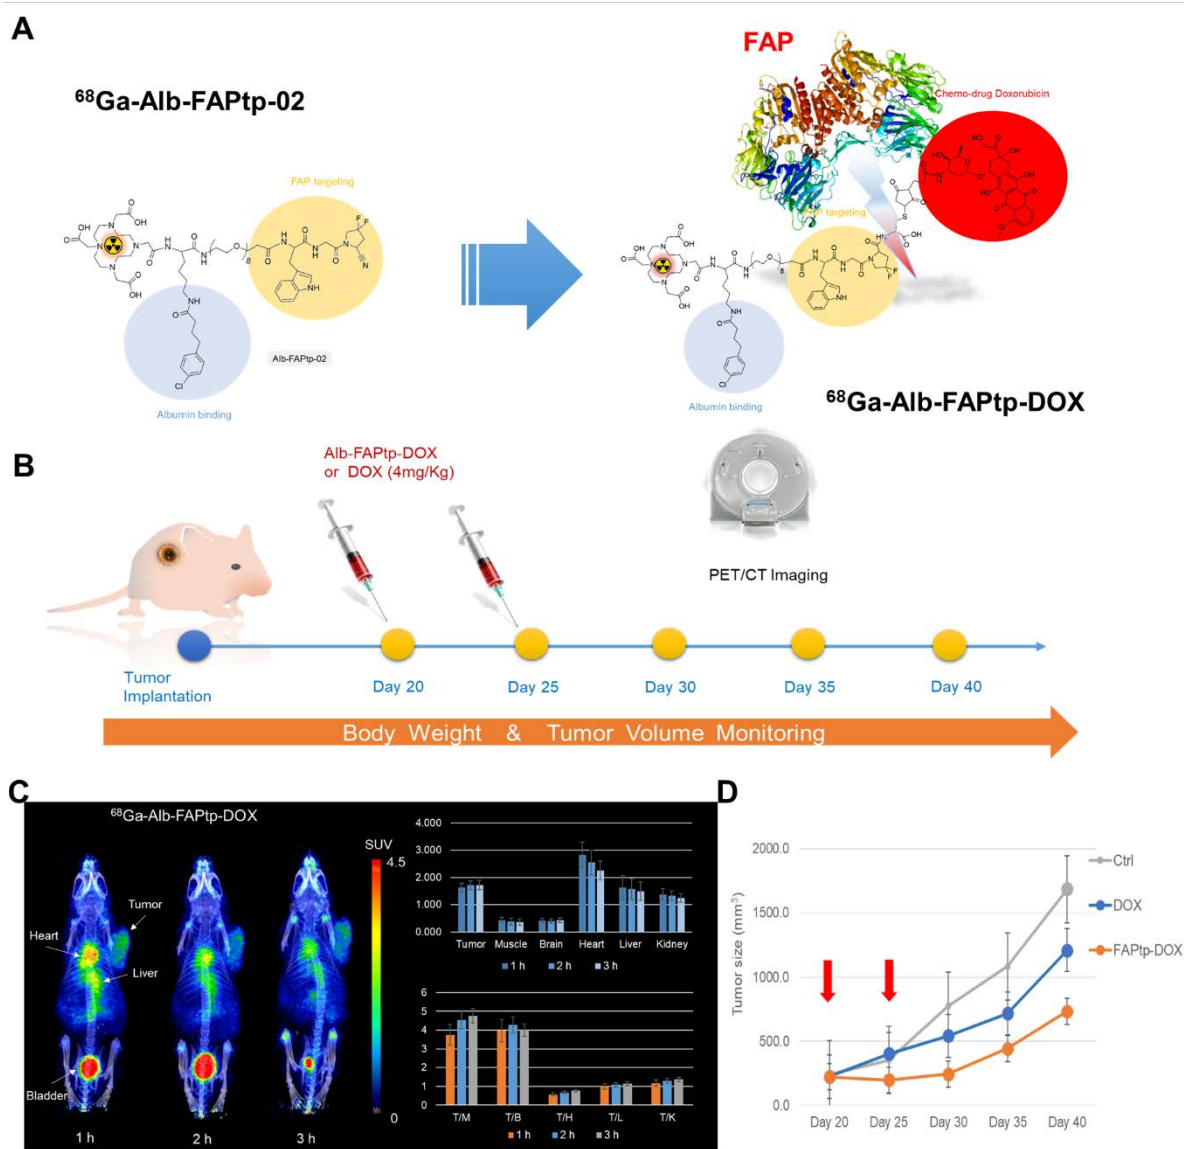 A
⁶⁸Ga-Alb-FAPtp-02
FAP targeting
Alb-FAPtp-02
Albumin binding
FAP
Chemo-drug Doxorubicin
FAP targeting
Albumin binding
⁶⁸Ga-Alb-FAPtp-DOX
B
Alb-FAPtp-DOX
or DOX (4mg/Kg)
PET/CT Imaging
Tumor
Implantation
Day 20
Day 25
Day 30
Day 35
Day 40
Body Weight & Tumor Volume Monitoring
C
⁶⁸Ga-Alb-FAPtp-DOX
SUV
4.5
0
Tumor
Heart
Liver
Bladder
1 h
2 h
3 h
4.000
3.000
2.000
1.000
0.000
Tumor Muscle Brain Heart Liver Kidney
1 h 2 h 3 h
6
5
4
3
2
1
0
T/M T/B T/H T/L T/K
1 h 2 h 3 h
D
Tumor size (mm³)
2000.0
1500.0
1000.0
500.0
0.0
Day 20 Day 25 Day 30 Day 35 Day 40
Ctrl
DOX
FAPtp-DOX